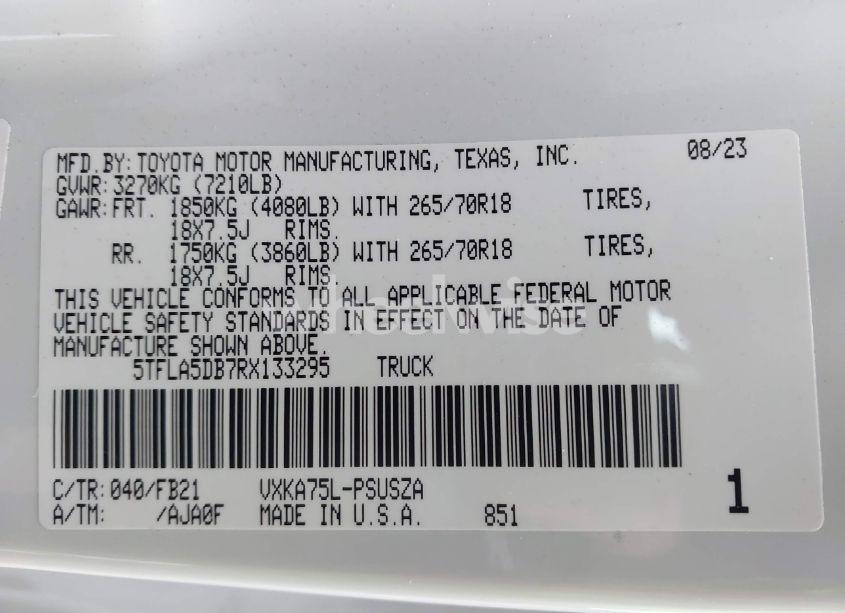 MFD.BY: TOYOTA MOTOR MANUFACTURING, TEXAS, INC. 08/23
GVWR: 3270KG (7210LB)
GAWR: FRT. 1850KG (4080LB) WITH 265/70R18 TIRES,
18X7.5J RIMS.
RR. 1750KG (3860LB) WITH 265/70R18 TIRES,
18X7.5J RIMS.
THIS VEHICLE CONFORMS TO ALL APPLICABLE FEDERAL MOTOR
VEHICLE SAFETY STANDARDS IN EFFECT ON THE DATE OF
MANUFACTURE SHOWN ABOVE.
5TFLA5DB7RX133295 TRUCK
C/TR: 040/FB21 VXKA75L-PSUSZA
A/TM: /AJA0F MADE IN U.S.A. 851
1